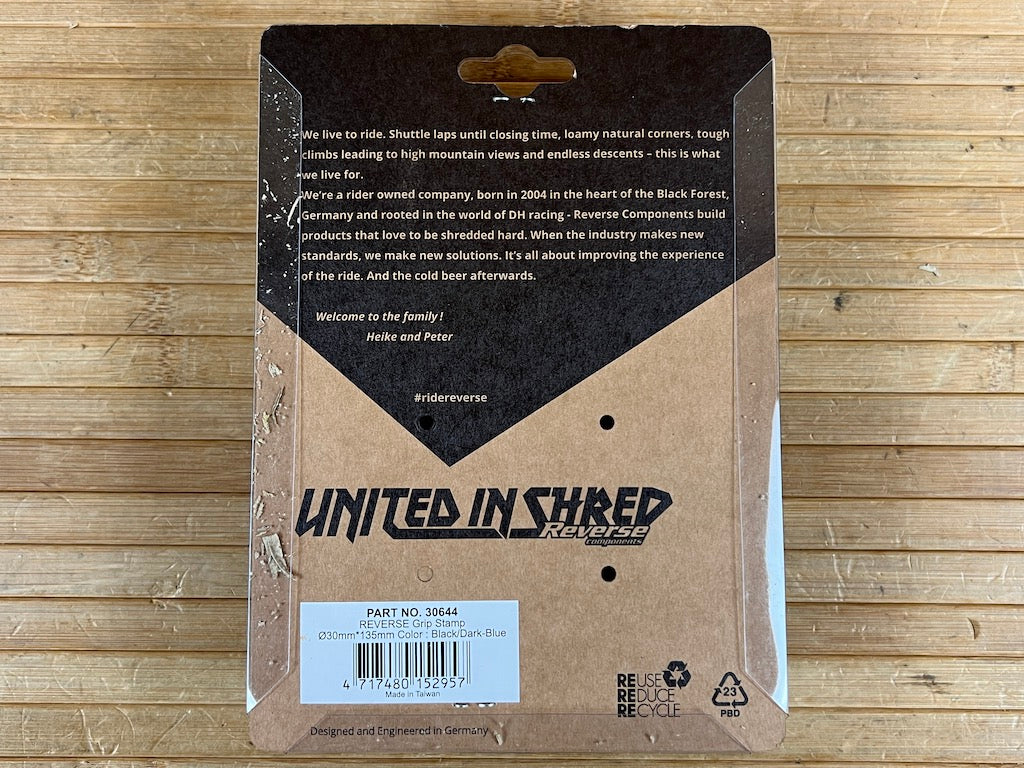 We live to ride. Shuttle laps until closing time, loamy natural corners, tough
climbs leading to high mountain views and endless descents – this is what
we live for.
We're a rider owned company, born in 2004 in the heart of the Black Forest,
Germany and rooted in the world of DH racing - Reverse Components build
products that love to be shredded hard. When the industry makes new
standards, we make new solutions. It's all about improving the experience
of the ride. And the cold beer afterwards.
Welcome to the family !
Heike and Peter
#ridereverse
UNITED IN SHRED
Reverse
components
PART NO. 30644
REVERSE Grip Stamp
Ø30mm*135mm Color : Black/Dark-Blue
4 717480 152957
Made in Taiwan
REUSE
REDUCE
RECYCLE
23
PBD
Designed and Engineered in Germany